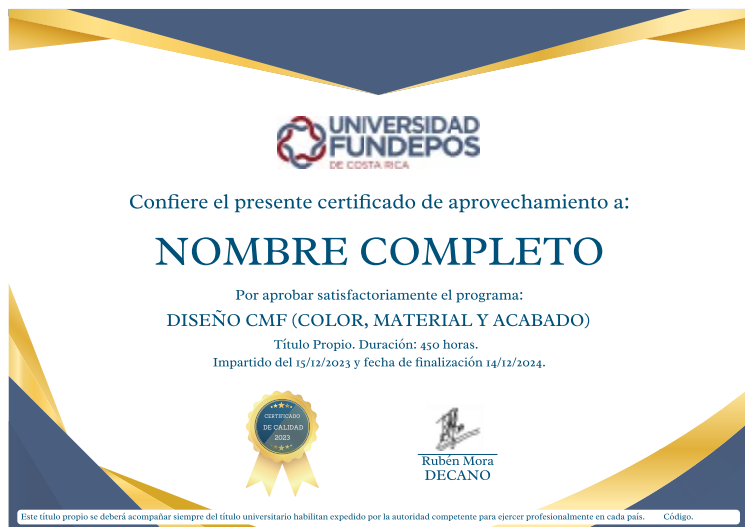 UNIVERSIDAD
FUNDEPOS
DE COSTA RICA
Confiere el presente certificado de aprovechamiento a:
NOMBRE COMPLETO
Por aprobar satisfactoriamente el programa:
DISEÑO CMF (COLOR, MATERIAL Y ACABADO)
Título Propio. Duración: 450 horas.
Impartido del 15/12/2023 y fecha de finalización 14/12/2024.
CERTIFICADO
DE CALIDAD
2023
Rubén Mora
DECANO
Este título propio se deberá acompañar siempre del título universitario habilitan expedido por la autoridad competente para ejercer profesionalmente en cada país. Código.